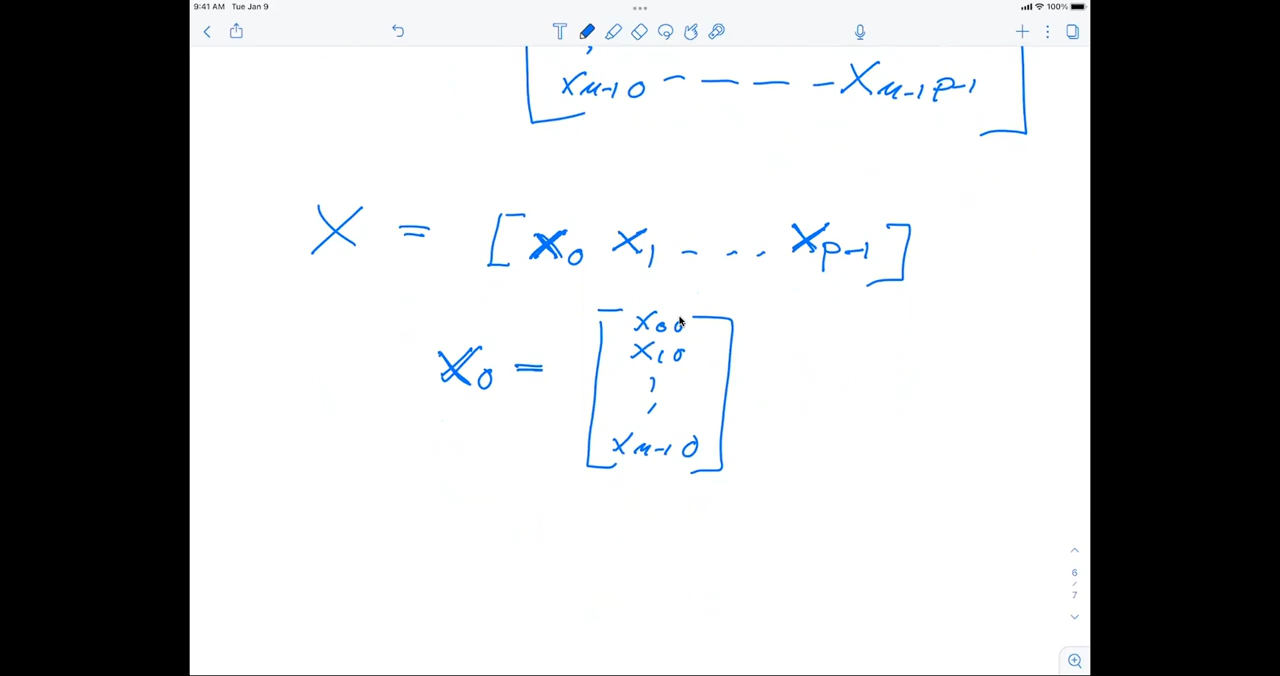 9:41 AM Tue Jan 9
100%
x_{n-1 0} - - - - - x_{n-1 p-1}
X = [ x_0 x_1 - . . . x_{p-1} ]
x_0 =
x_{00}
x_{10}
x_{n-1 0}
6
/
7